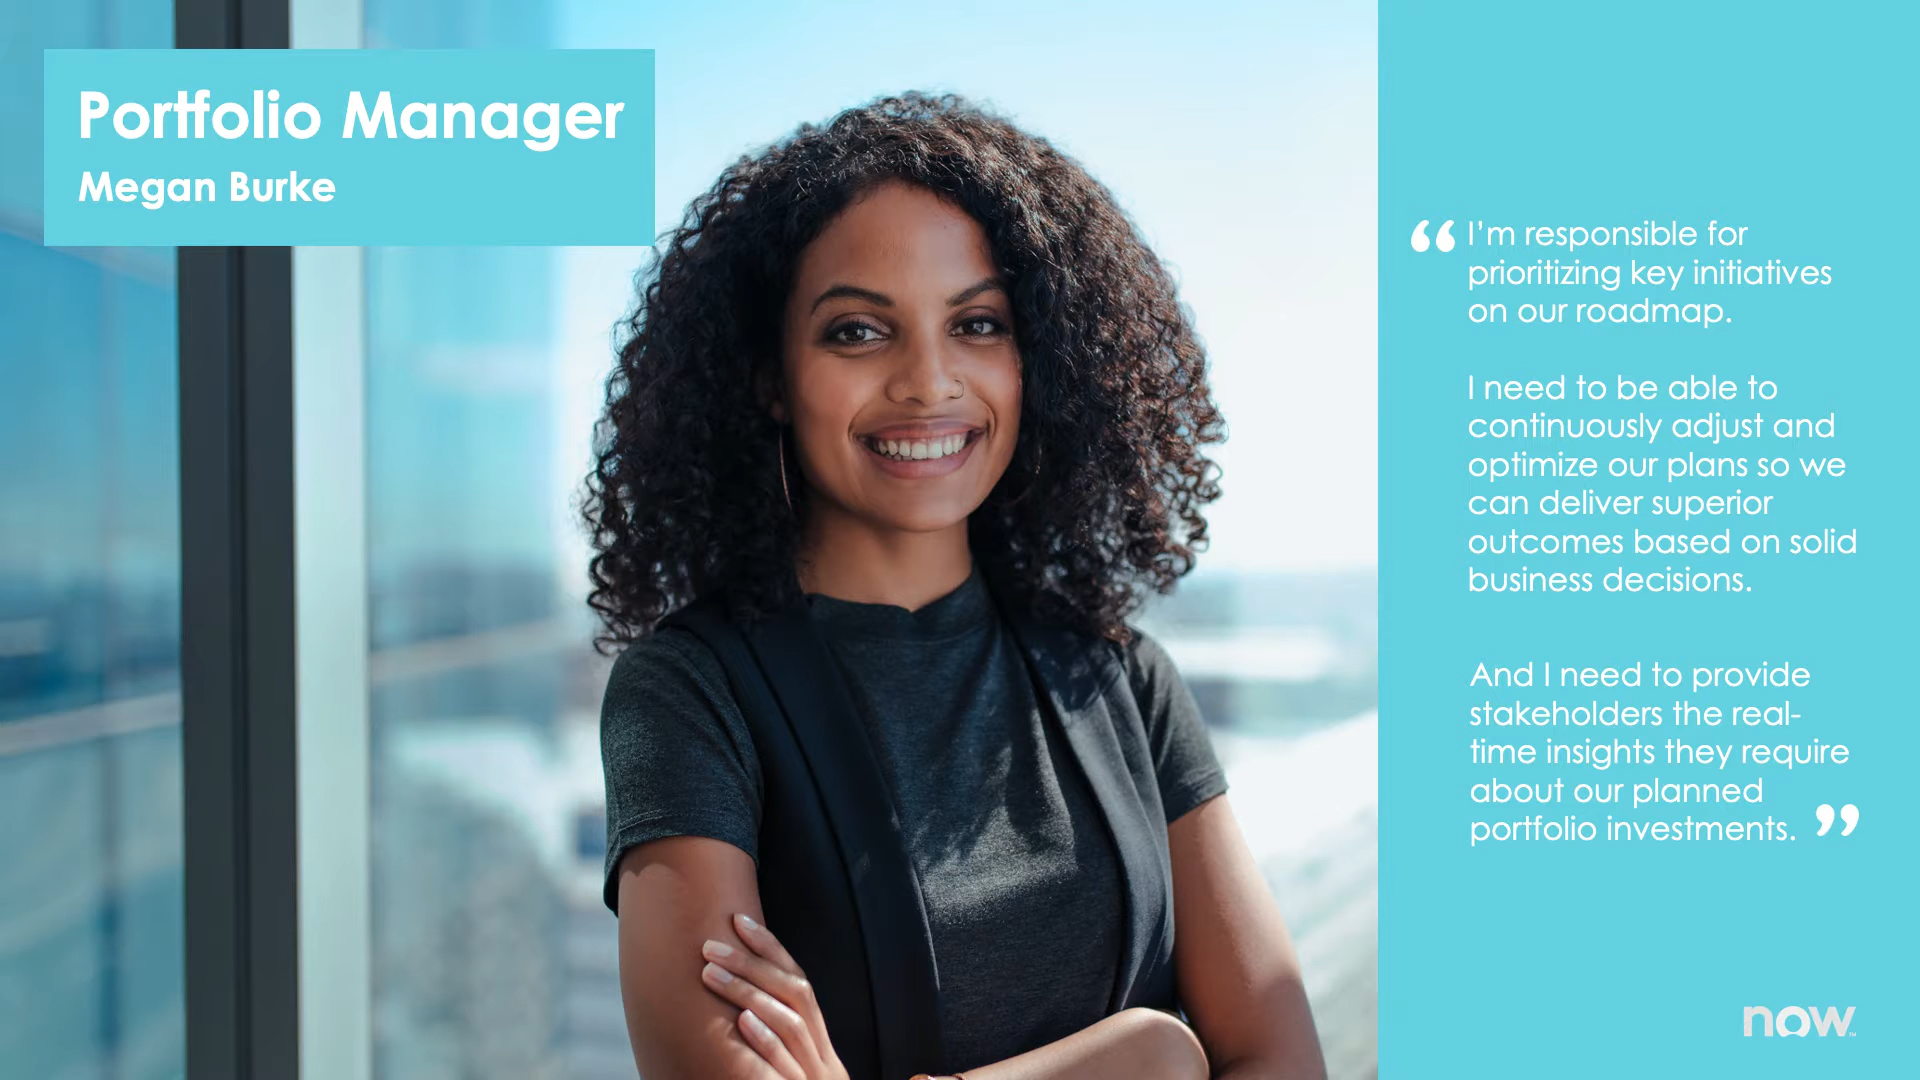 Portfolio Manager
Megan Burke
“ I’m responsible for
prioritizing key initiatives
on our roadmap.
I need to be able to
continuously adjust and
optimize our plans so we
can deliver superior
outcomes based on solid
business decisions.
And I need to provide
stakeholders the real-
time insights they require
about our planned
portfolio investments. ”
now™